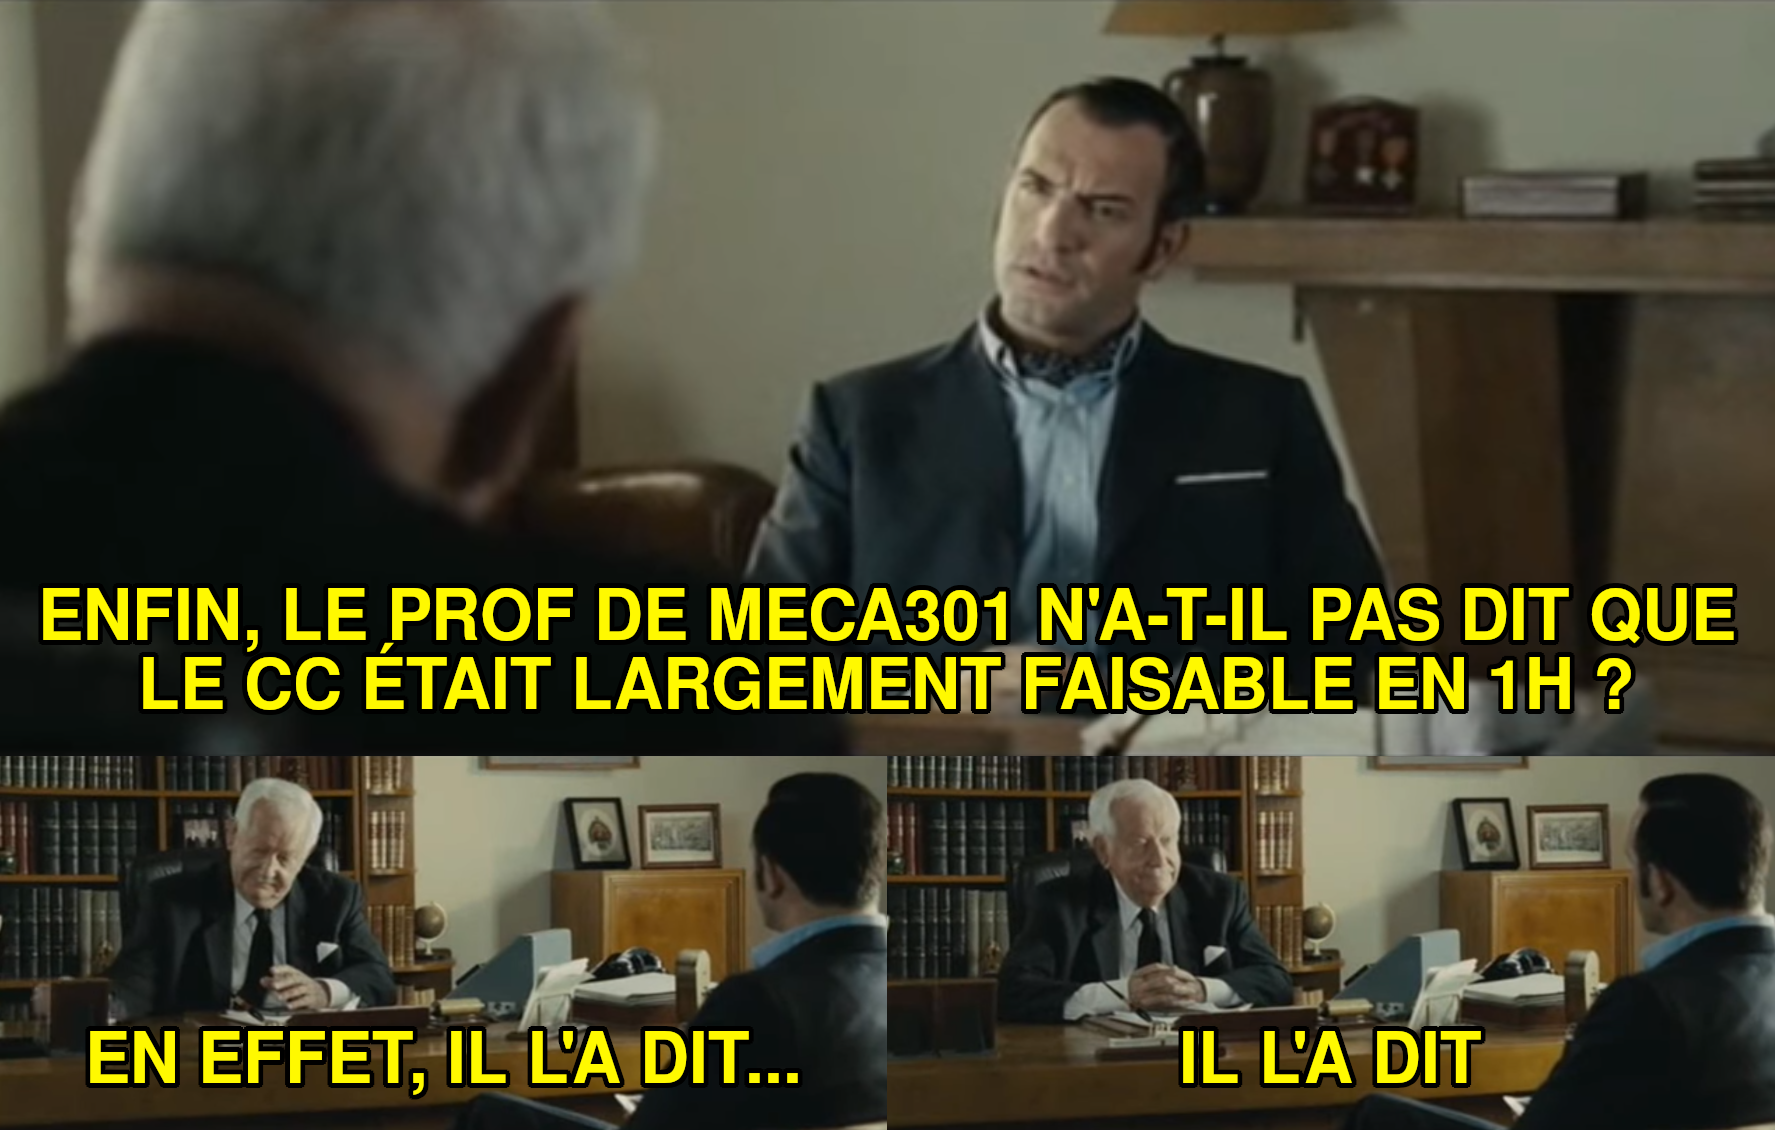 ENFIN, LE PROF DE MECA301 N'A-T-IL PAS DIT QUE
LE CC ÉTAIT LARGEMENT FAISABLE EN 1H ?
EN EFFET, IL L'A DIT...
IL L'A DIT